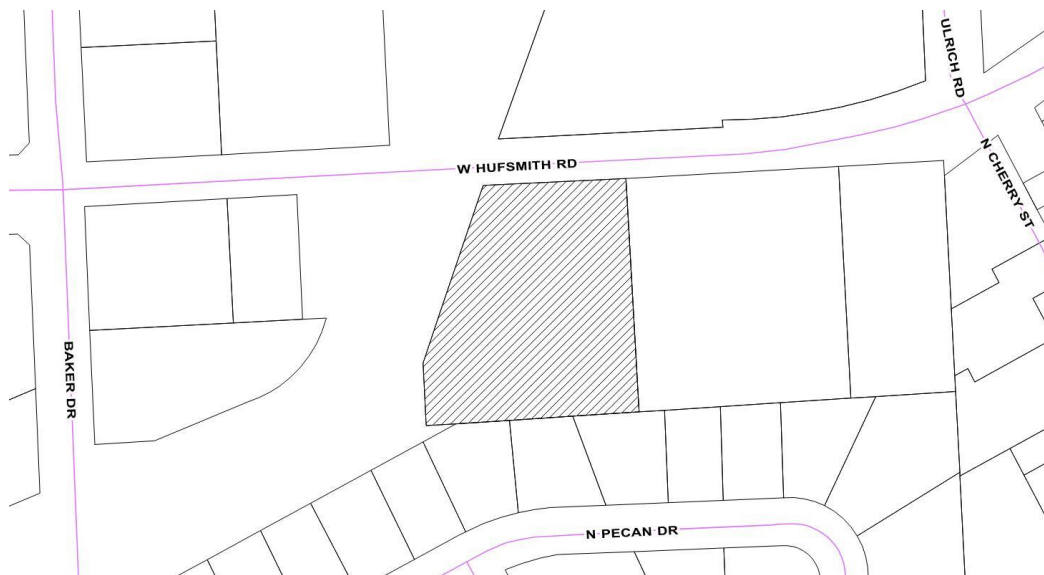 ULRICH RD
W HUFSMITH RD
N CHERRY ST
BAKER DR
N PECAN DR